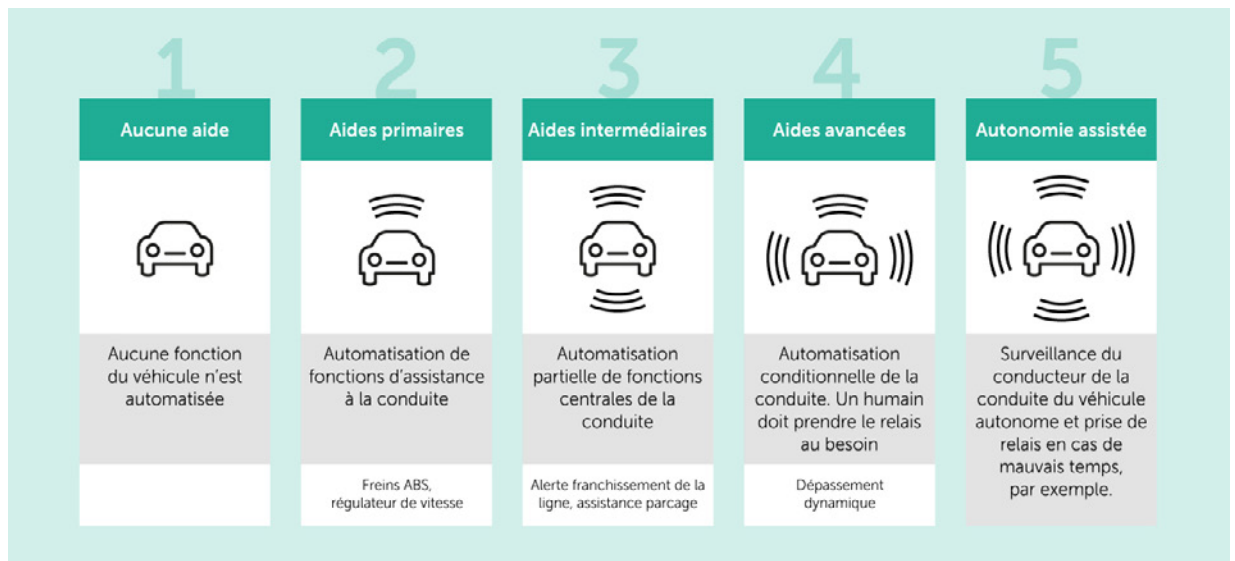 1
Aucune aide
Aucune fonction
du véhicule n'est
automatisée
2
Aides primaires
Automatisation de
fonctions d'assistance
à la conduite
Freins ABS,
régulateur de vitesse
3
Aides intermédiaires
Automatisation
partielle de fonctions
centrales de la
conduite
Alerte franchissement de la
ligne, assistance parcage
4
Aides avancées
Automatisation
conditionnelle de la
conduite. Un humain
doit prendre le relais
au besoin
Dépassement
dynamique
5
Autonomie assistée
Surveillance du
conducteur de la
conduite du véhicule
autonome et prise de
relais en cas de
mauvais temps,
par exemple.